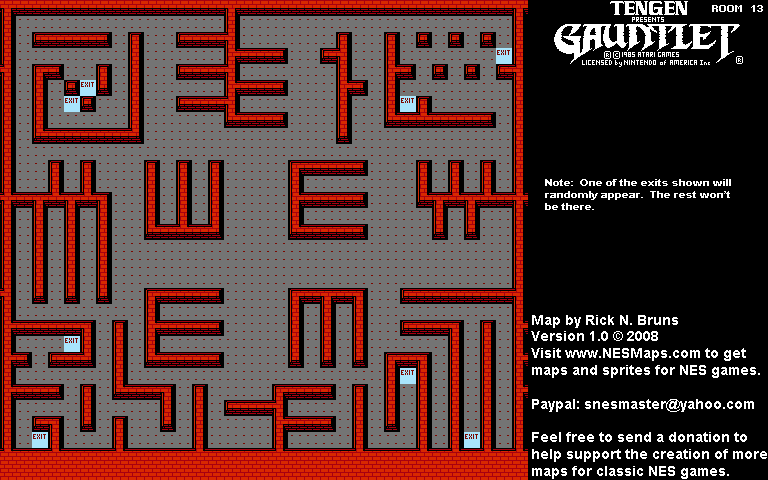 TENGEN
ROOM 13
PRESENTS
GAUNTLET
® © 1985 ATARI GAMES
LICENSED by NINTENDO OF AMERICA Inc
®
EXIT
EXIT
EXIT
EXIT
Note: One of the exits shown will
randomly appear. The rest won't
be there.
Map by Rick N. Bruns
Version 1.0 © 2008
EXIT
Visit www.NESMaps.com to get
maps and sprites for NES games.
EXIT
Paypal: snesmaster@yahoo.com
EXIT
EXIT
Feel free to send a donation to
help support the creation of more
maps for classic NES games.